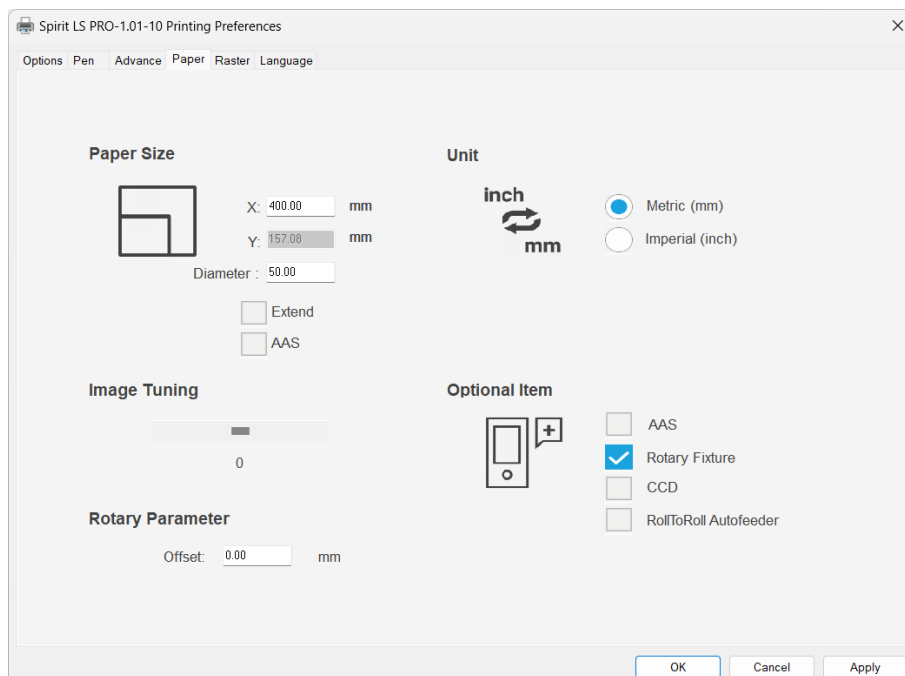 Spirit LS PRO-1.01-10 Printing Preferences
Options Pen Advance Paper Raster Language
Paper Size
X: 400.00 mm
Y: 157.08 mm
Diameter : 50.00
Extend
AAS
Unit
inch
mm
Metric (mm)
Imperial (inch)
Image Tuning
0
Optional Item
AAS
Rotary Fixture
CCD
RollToRoll Autofeeder
Rotary Parameter
Offset: 0.00 mm
OK Cancel Apply